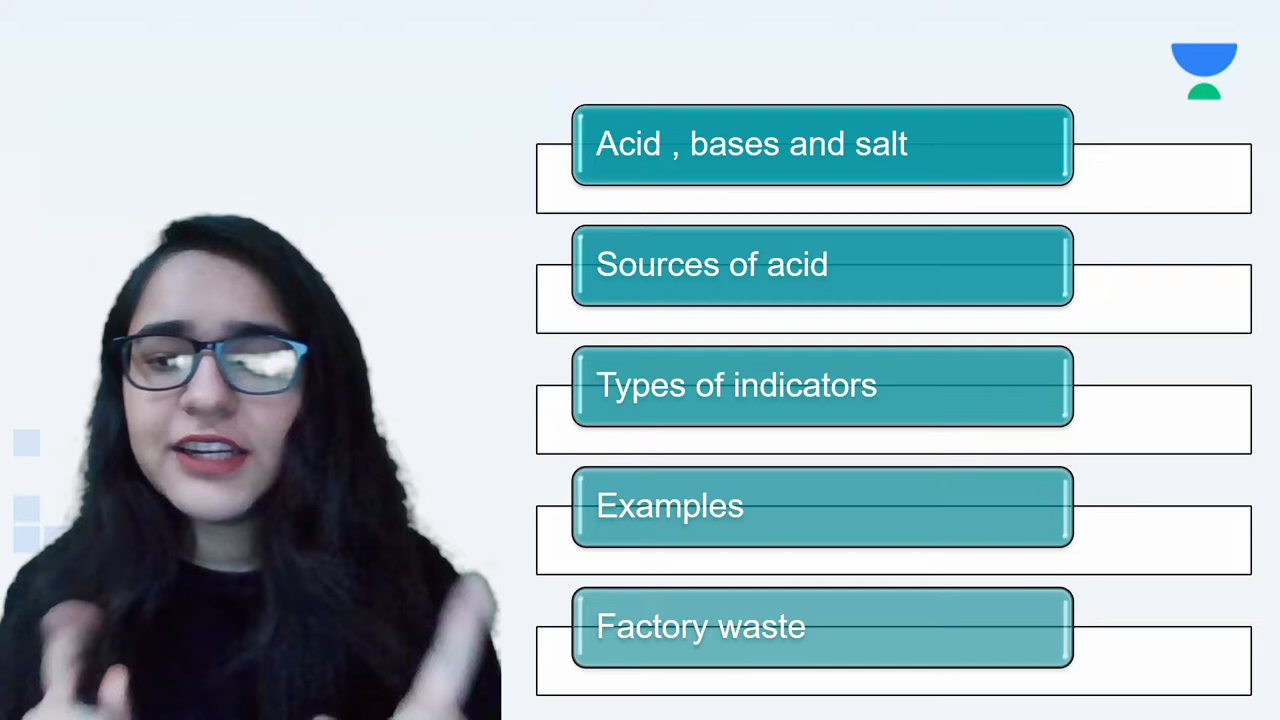 Acid , bases and salt
Sources of acid
Types of indicators
Examples
Factory waste